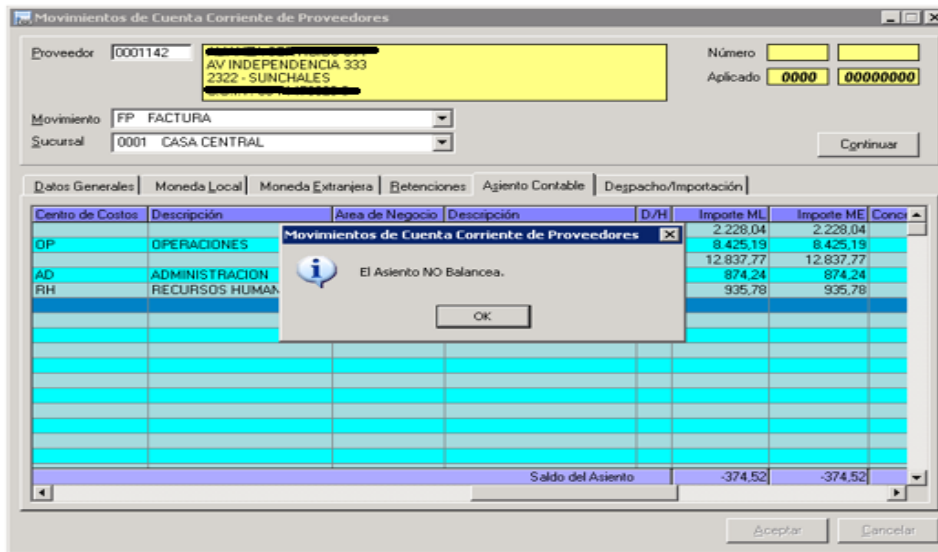 Movimientos de Cuenta Corriente de Proveedores
Proveedor 0001142
AV INDEPENDENCIA 333
2322 - SUNCHALES
Número
Aplicado 0000 00000000
Movimiento FP FACTURA
Sucursal 0001 CASA CENTRAL
Continuar
Datos Generales Moneda Local Moneda Extranjera Retenciones Asiento Contable Despacho/Importación
Centro de Costos Descripción Area de Negocio Descripción D/H Importe ML Importe ME
2.228,04 2.228,04
OP OPERACIONES 8.425,19 8.425,19
12.837,77 12.837,77
AD ADMINISTRACION 874,24 874,24
RH RECURSOS HUMAN 935,78 935,78
Movimientos de Cuenta Corriente de Proveedores
El Asiento NO Balancea.
OK
Saldo del Asiento -374,52 -374,52
Aceptar Cancelar